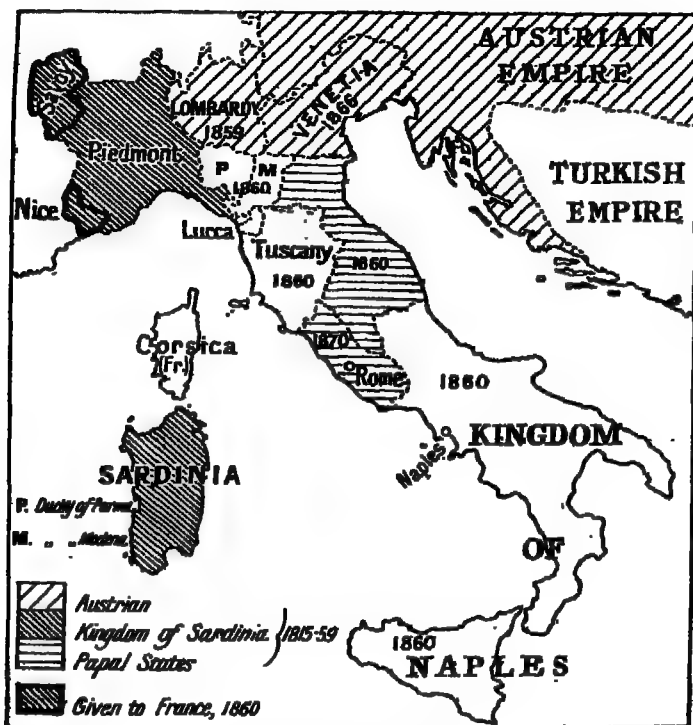 AUSTRIAN
EMPIRE
VENETIA
1866
LOMBARDY
1859
Piedmont
P
M
1860
TURKISH
EMPIRE
Nice
Lucca
Tuscany
1860
1860
Corsica
(Fr.)
1870
Rome
1860
Naples
KINGDOM
OF
NAPLES
1860
SARDINIA
P. Duchy of Parma
M. " " Modena
Austrian
Kingdom of Sardinia
Papal States
1815-59
Given to France, 1860